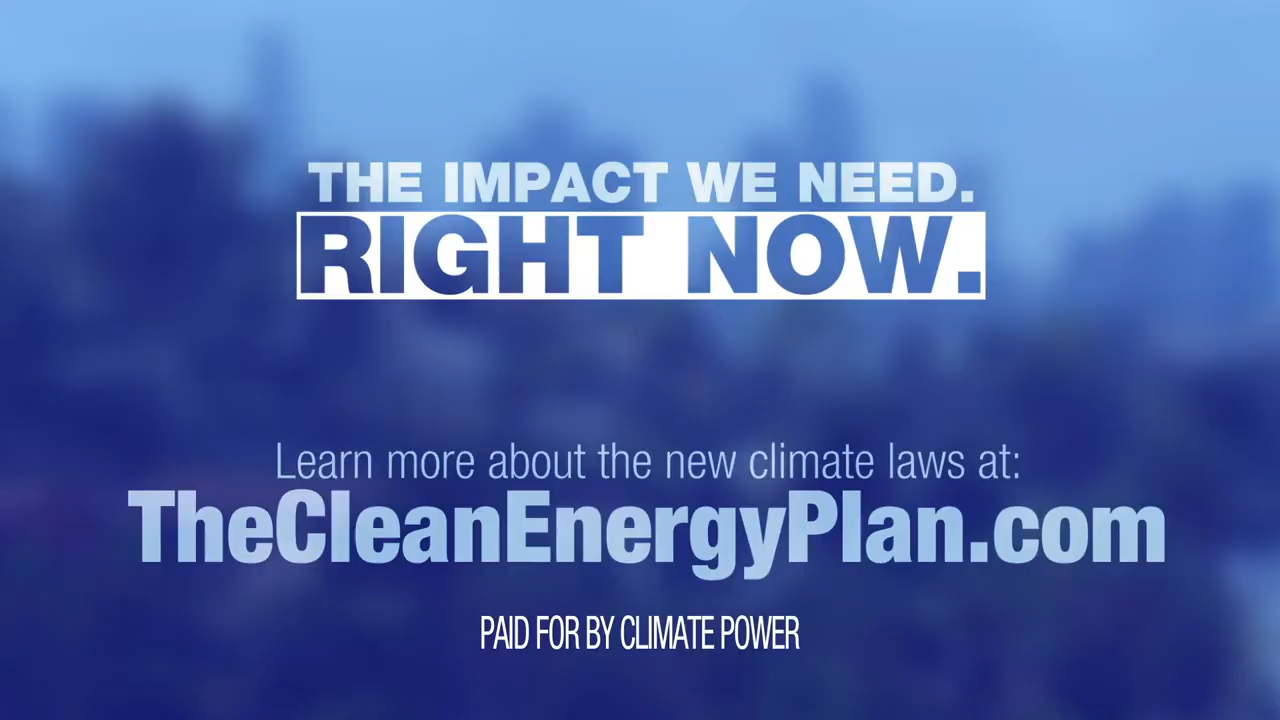 THE IMPACT WE NEED.
RIGHT NOW.
Learn more about the new climate laws at:
TheCleanEnergyPlan.com
PAID FOR BY CLIMATE POWER